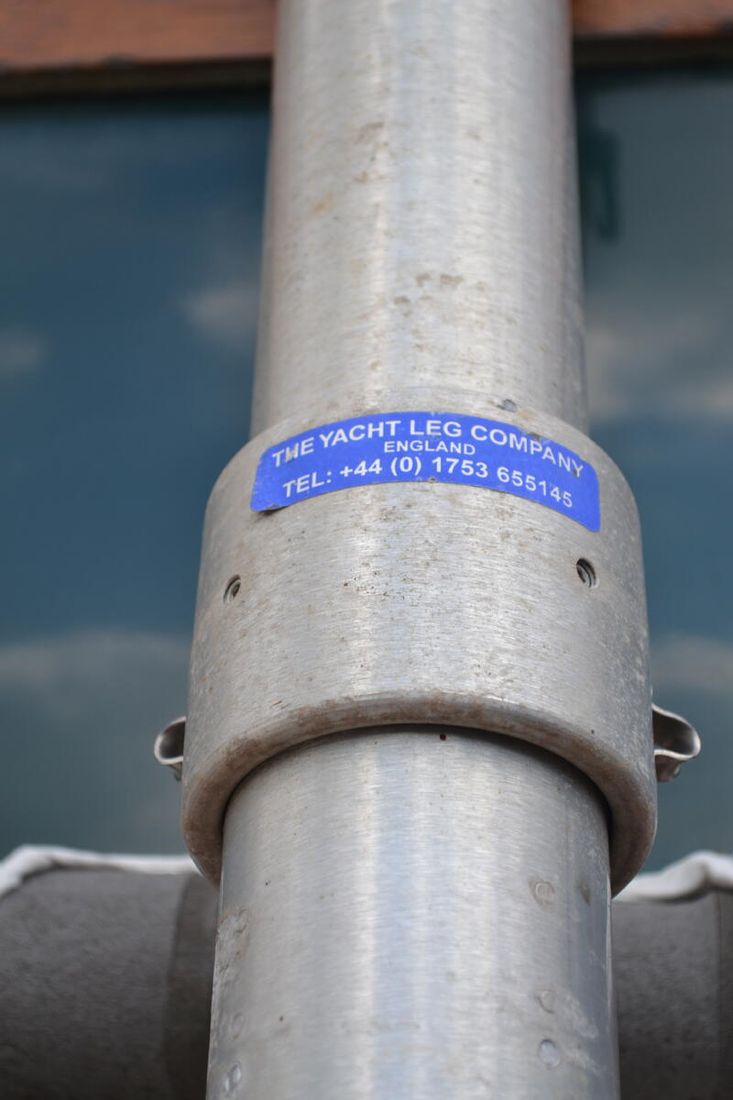 THE YACHT LEG COMPANY
ENGLAND
TEL: +44 (0) 1753 655145